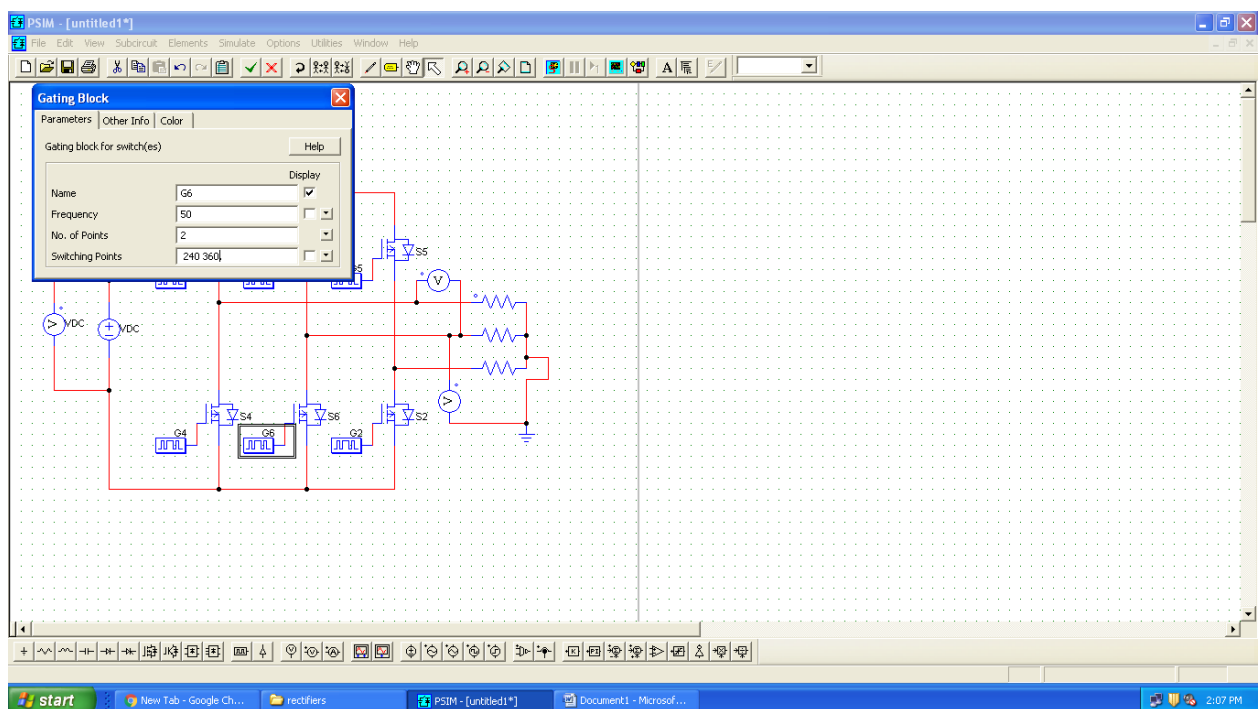 PSIM - [untitled1*]
File Edit View Subcircuit Elements Simulate Options Utilities Window Help
Gating Block
Parameters Other Info Color
Gating block for switch(es) Help
Display
Name G6
Frequency 50
No. of Points 2
Switching Points 240 360
S5
V
VDC
VDC
V
S4
S6
S2
G4
G6
G2
start New Tab - Google Ch... rectifiers PSIM - [untitled1*] Document1 - Microsof... 2:07 PM